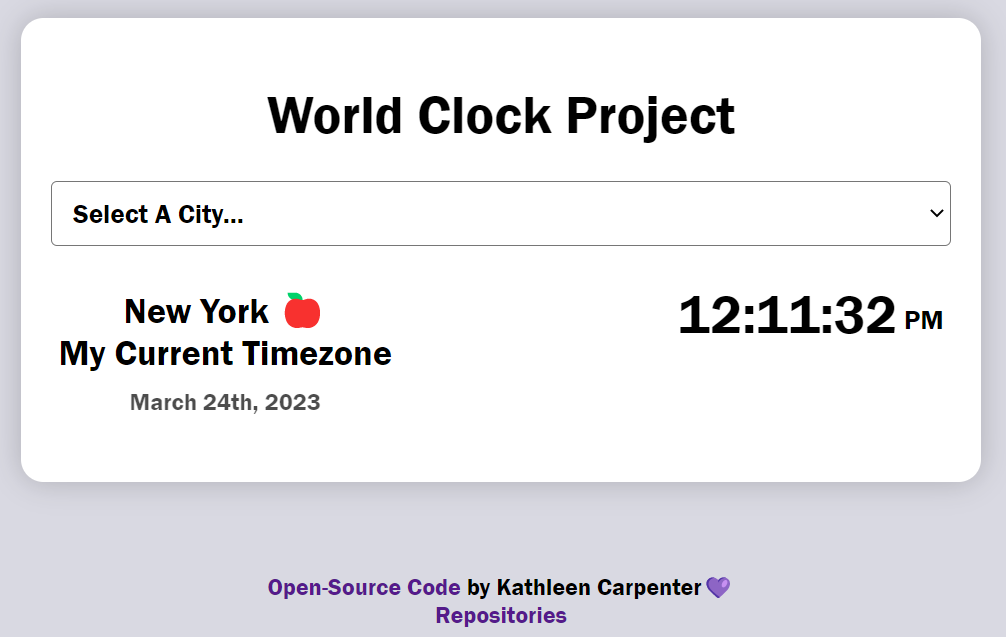 World Clock Project
Select A City...
New York 🍎
My Current Timezone
12:11:32 PM
March 24th, 2023
Open-Source Code by Kathleen Carpenter 💜
Repositories